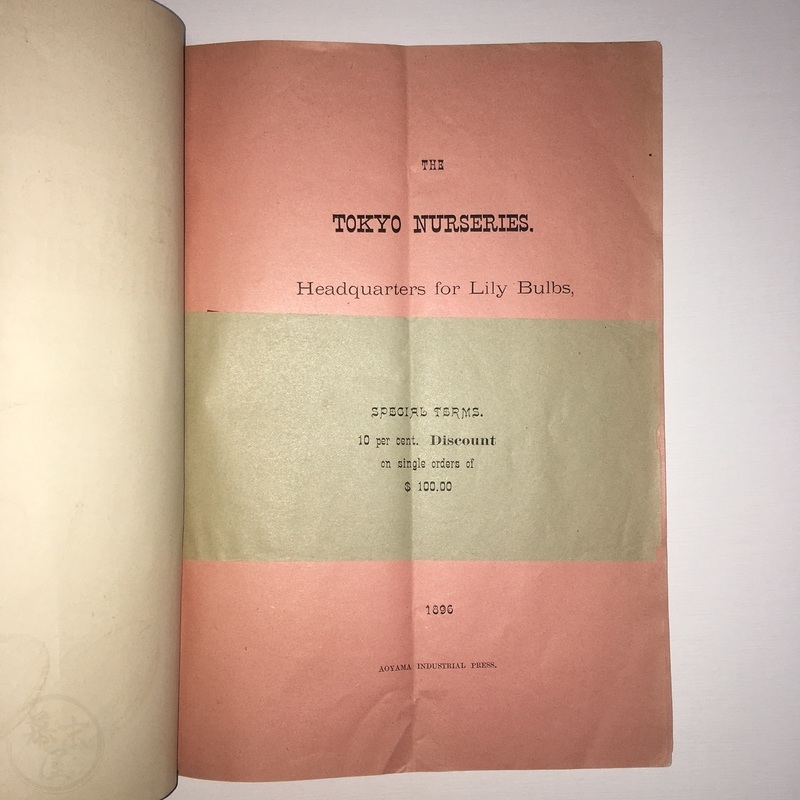 THE
TOKYO NURSERIES.
Headquarters for Lily Bulbs,
SPECIAL TERMS.
10 per cent. Discount
on single orders of
$ 100,00
1896
AOYAMA INDUSTRIAL PRESS.